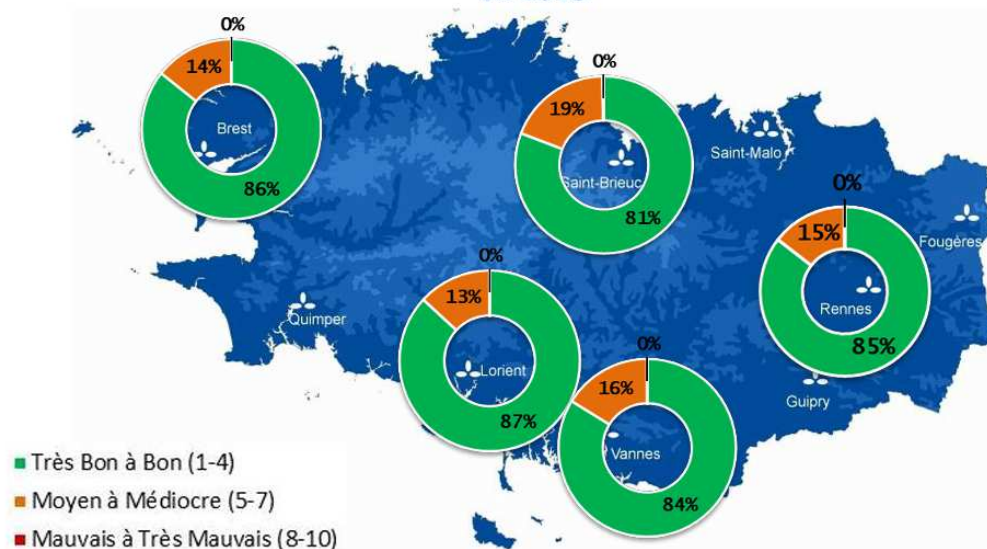 0%
14%
Brest
86%
0%
19%
Saint-Brieuc
81%
Saint-Malo
0%
15%
Fougères
Rennes
85%
0%
13%
Quimper
Lorient
87%
0%
16%
Guipry
Vannes
84%
Très Bon à Bon (1-4)
Moyen à Médiocre (5-7)
Mauvais à Très Mauvais (8-10)